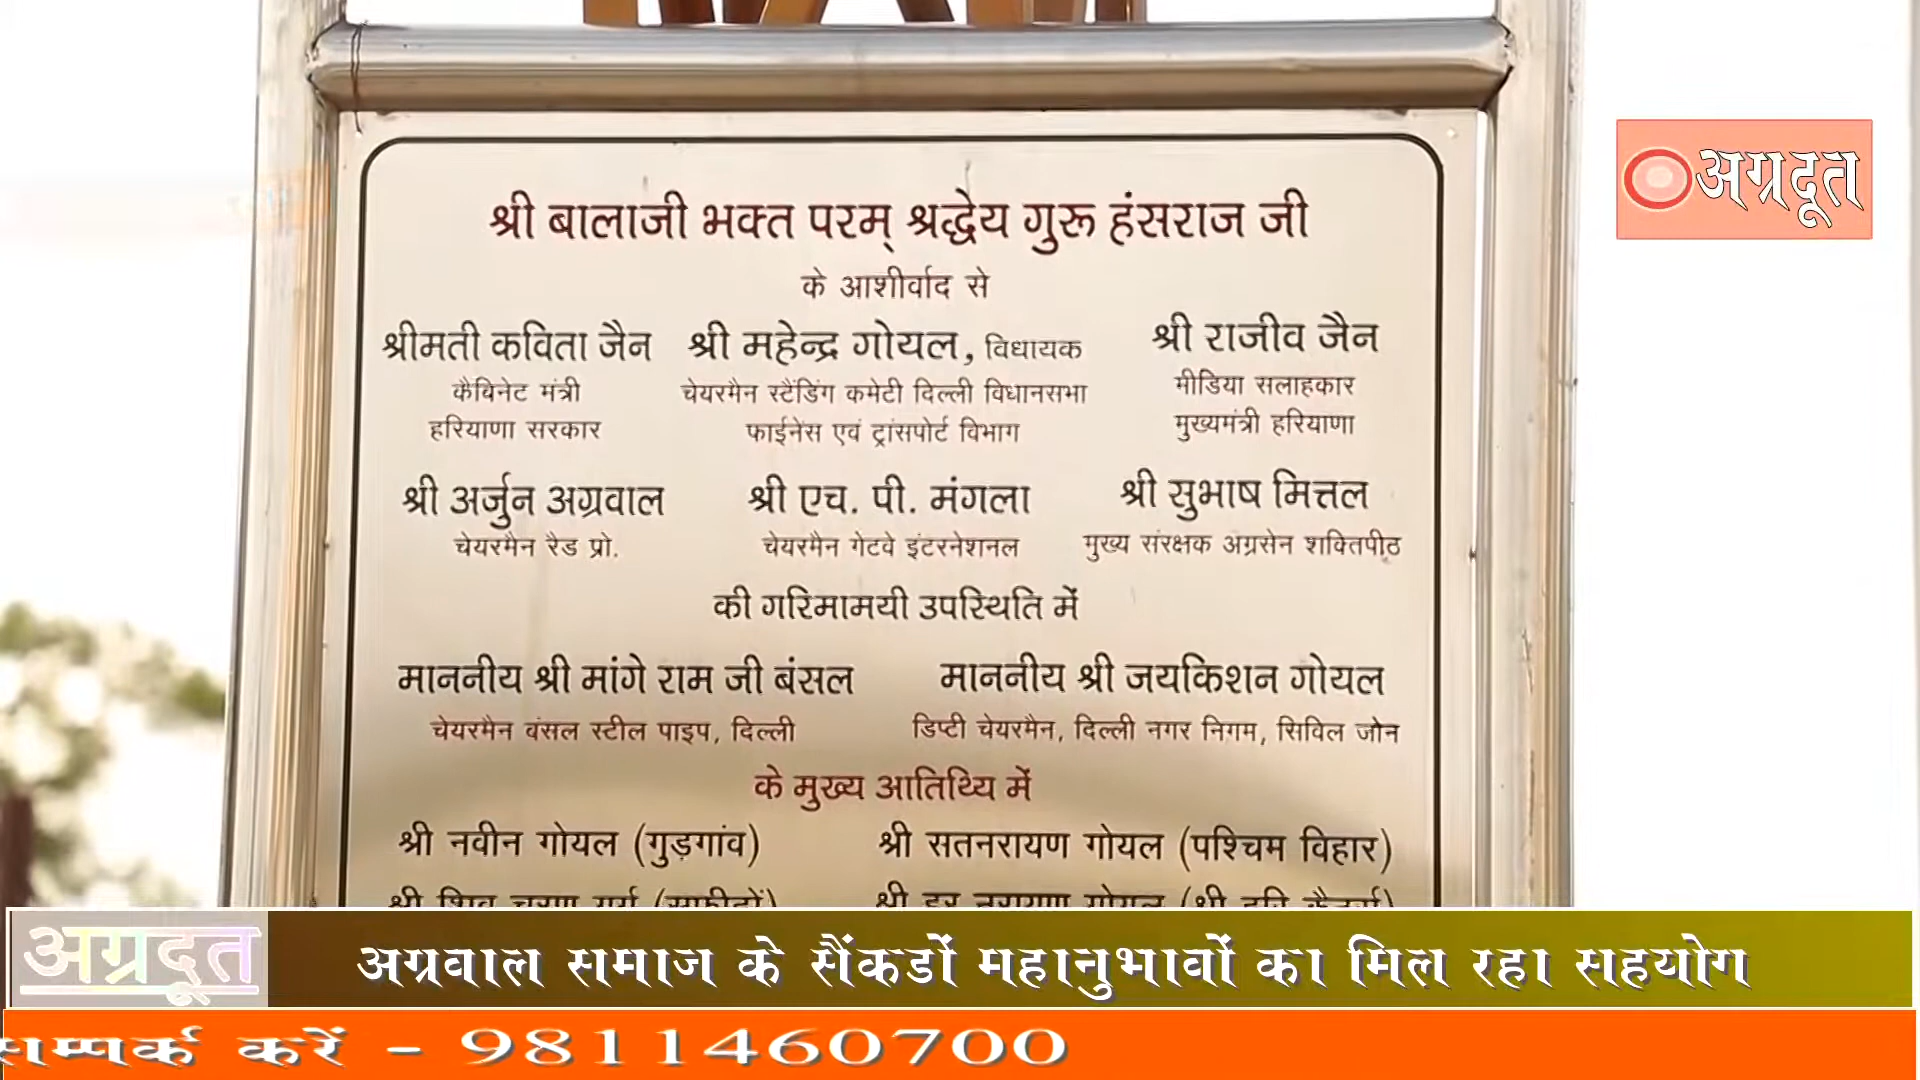 अग्रदूत
श्री बालाजी भक्त परम् श्रद्धेय गुरू हंसराज जी
के आशीर्वाद से
श्रीमती कविता जैन
कैबिनेट मंत्री
हरियाणा सरकार
श्री महेन्द्र गोयल, विधायक
चेयरमैन स्टैंडिंग कमेटी दिल्ली विधानसभा
फाईनेंस एवं ट्रांसपोर्ट विभाग
श्री राजीव जैन
मीडिया सलाहकार
मुख्यमंत्री हरियाणा
श्री अर्जुन अग्रवाल
चेयरमैन रैड प्रो.
श्री एच. पी. मंगला
चेयरमैन गेटवे इंटरनेशनल
श्री सुभाष मित्तल
मुख्य संरक्षक अग्रसेन शक्तिपीठ
की गरिमामयी उपस्थिति में
माननीय श्री मांगे राम जी बंसल
चेयरमैन बंसल स्टील पाइप, दिल्ली
माननीय श्री जयकिशन गोयल
डिप्टी चेयरमैन, दिल्ली नगर निगम, सिविल जोन
के मुख्य आतिथ्यि में
श्री नवीन गोयल (गुड़गांव)
श्री सतनरायण गोयल (पश्चिम विहार)
अग्रदूत
अग्रवाल समाज के सैंकडों महानुभावों का मिल रहा सहयोग
सम्पर्क करें - 9811460700